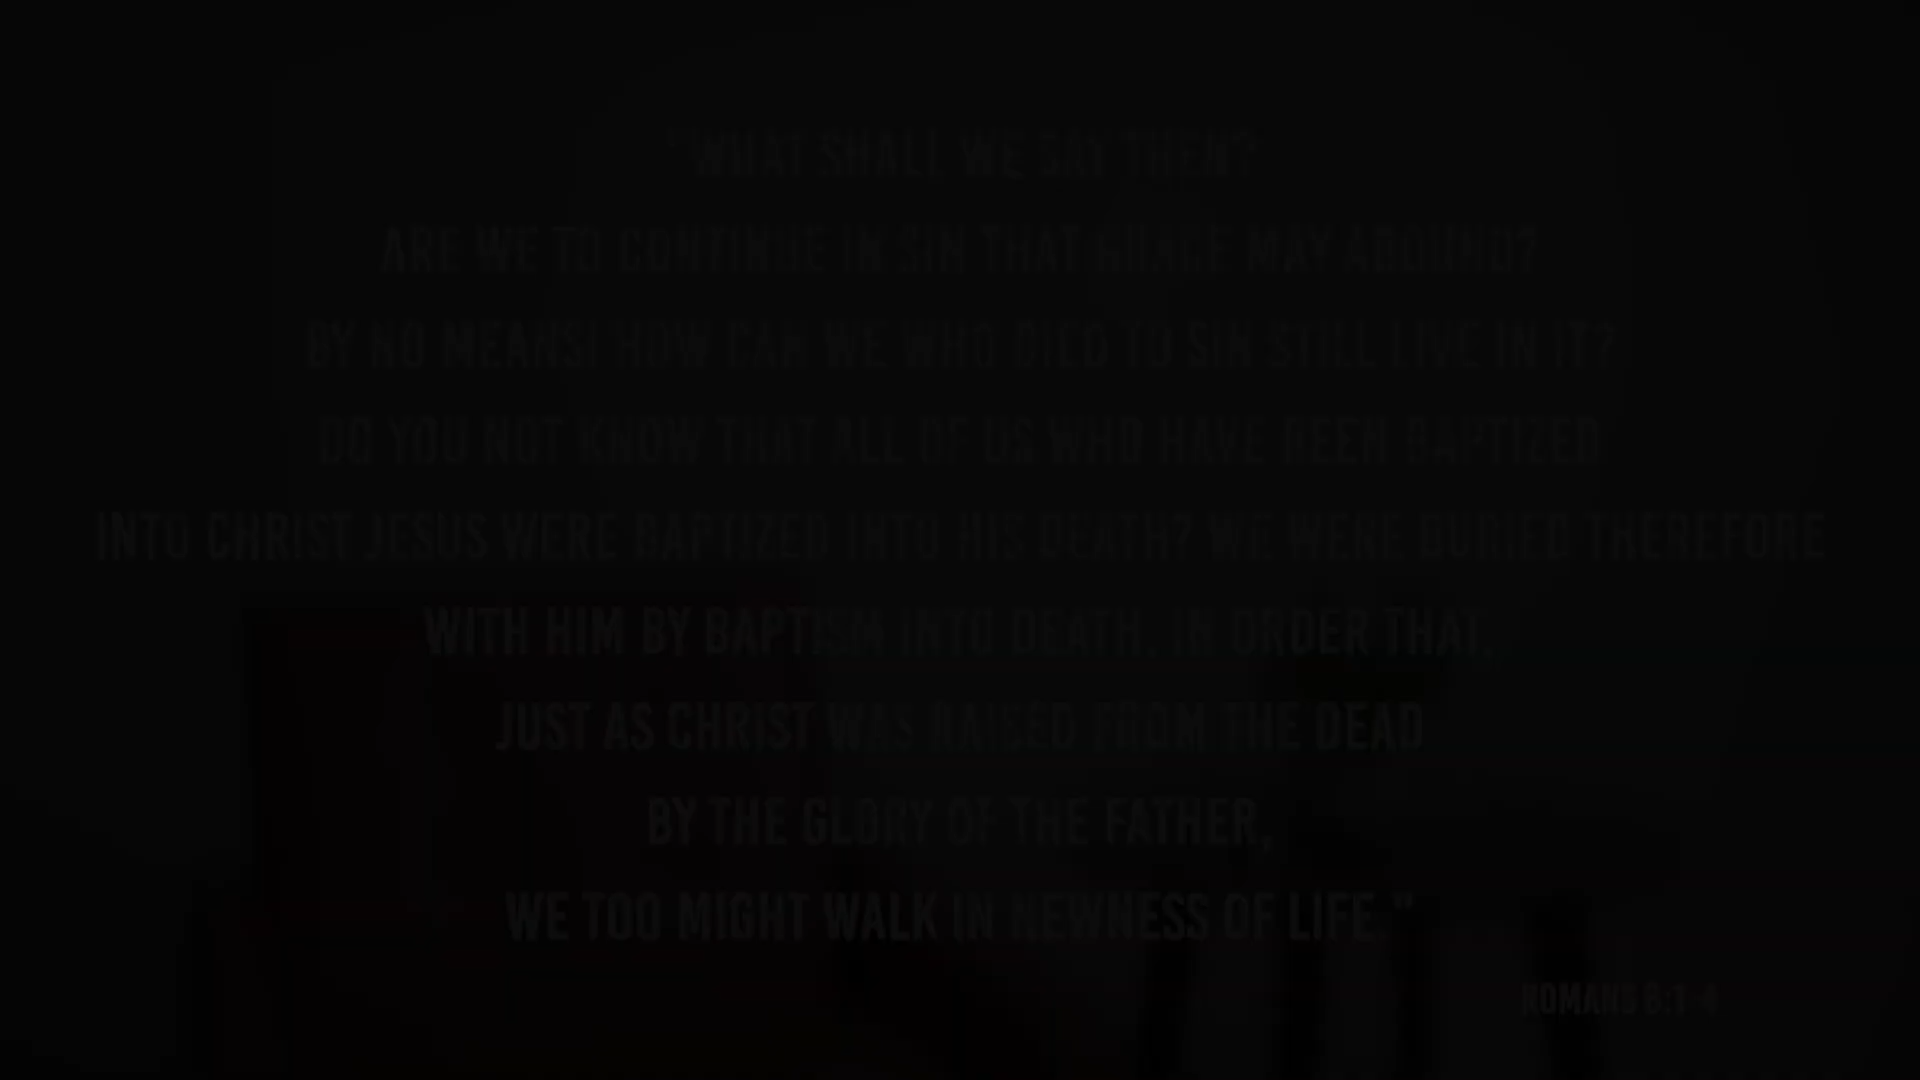 "WHAT SHALL WE SAY THEN?
ARE WE TO CONTINUE IN SIN THAT GRACE MAY ABOUND?
BY NO MEANS! HOW CAN WE WHO DIED TO SIN STILL LIVE IN IT?
DO YOU NOT KNOW THAT ALL OF US WHO HAVE BEEN BAPTIZED
INTO CHRIST JESUS WERE BAPTIZED INTO HIS DEATH? WE WERE BURIED THEREFORE
WITH HIM BY BAPTISM INTO DEATH, IN ORDER THAT,
JUST AS CHRIST WAS RAISED FROM THE DEAD
BY THE GLORY OF THE FATHER,
WE TOO MIGHT WALK IN NEWNESS OF LIFE."
ROMANS 6:1-4